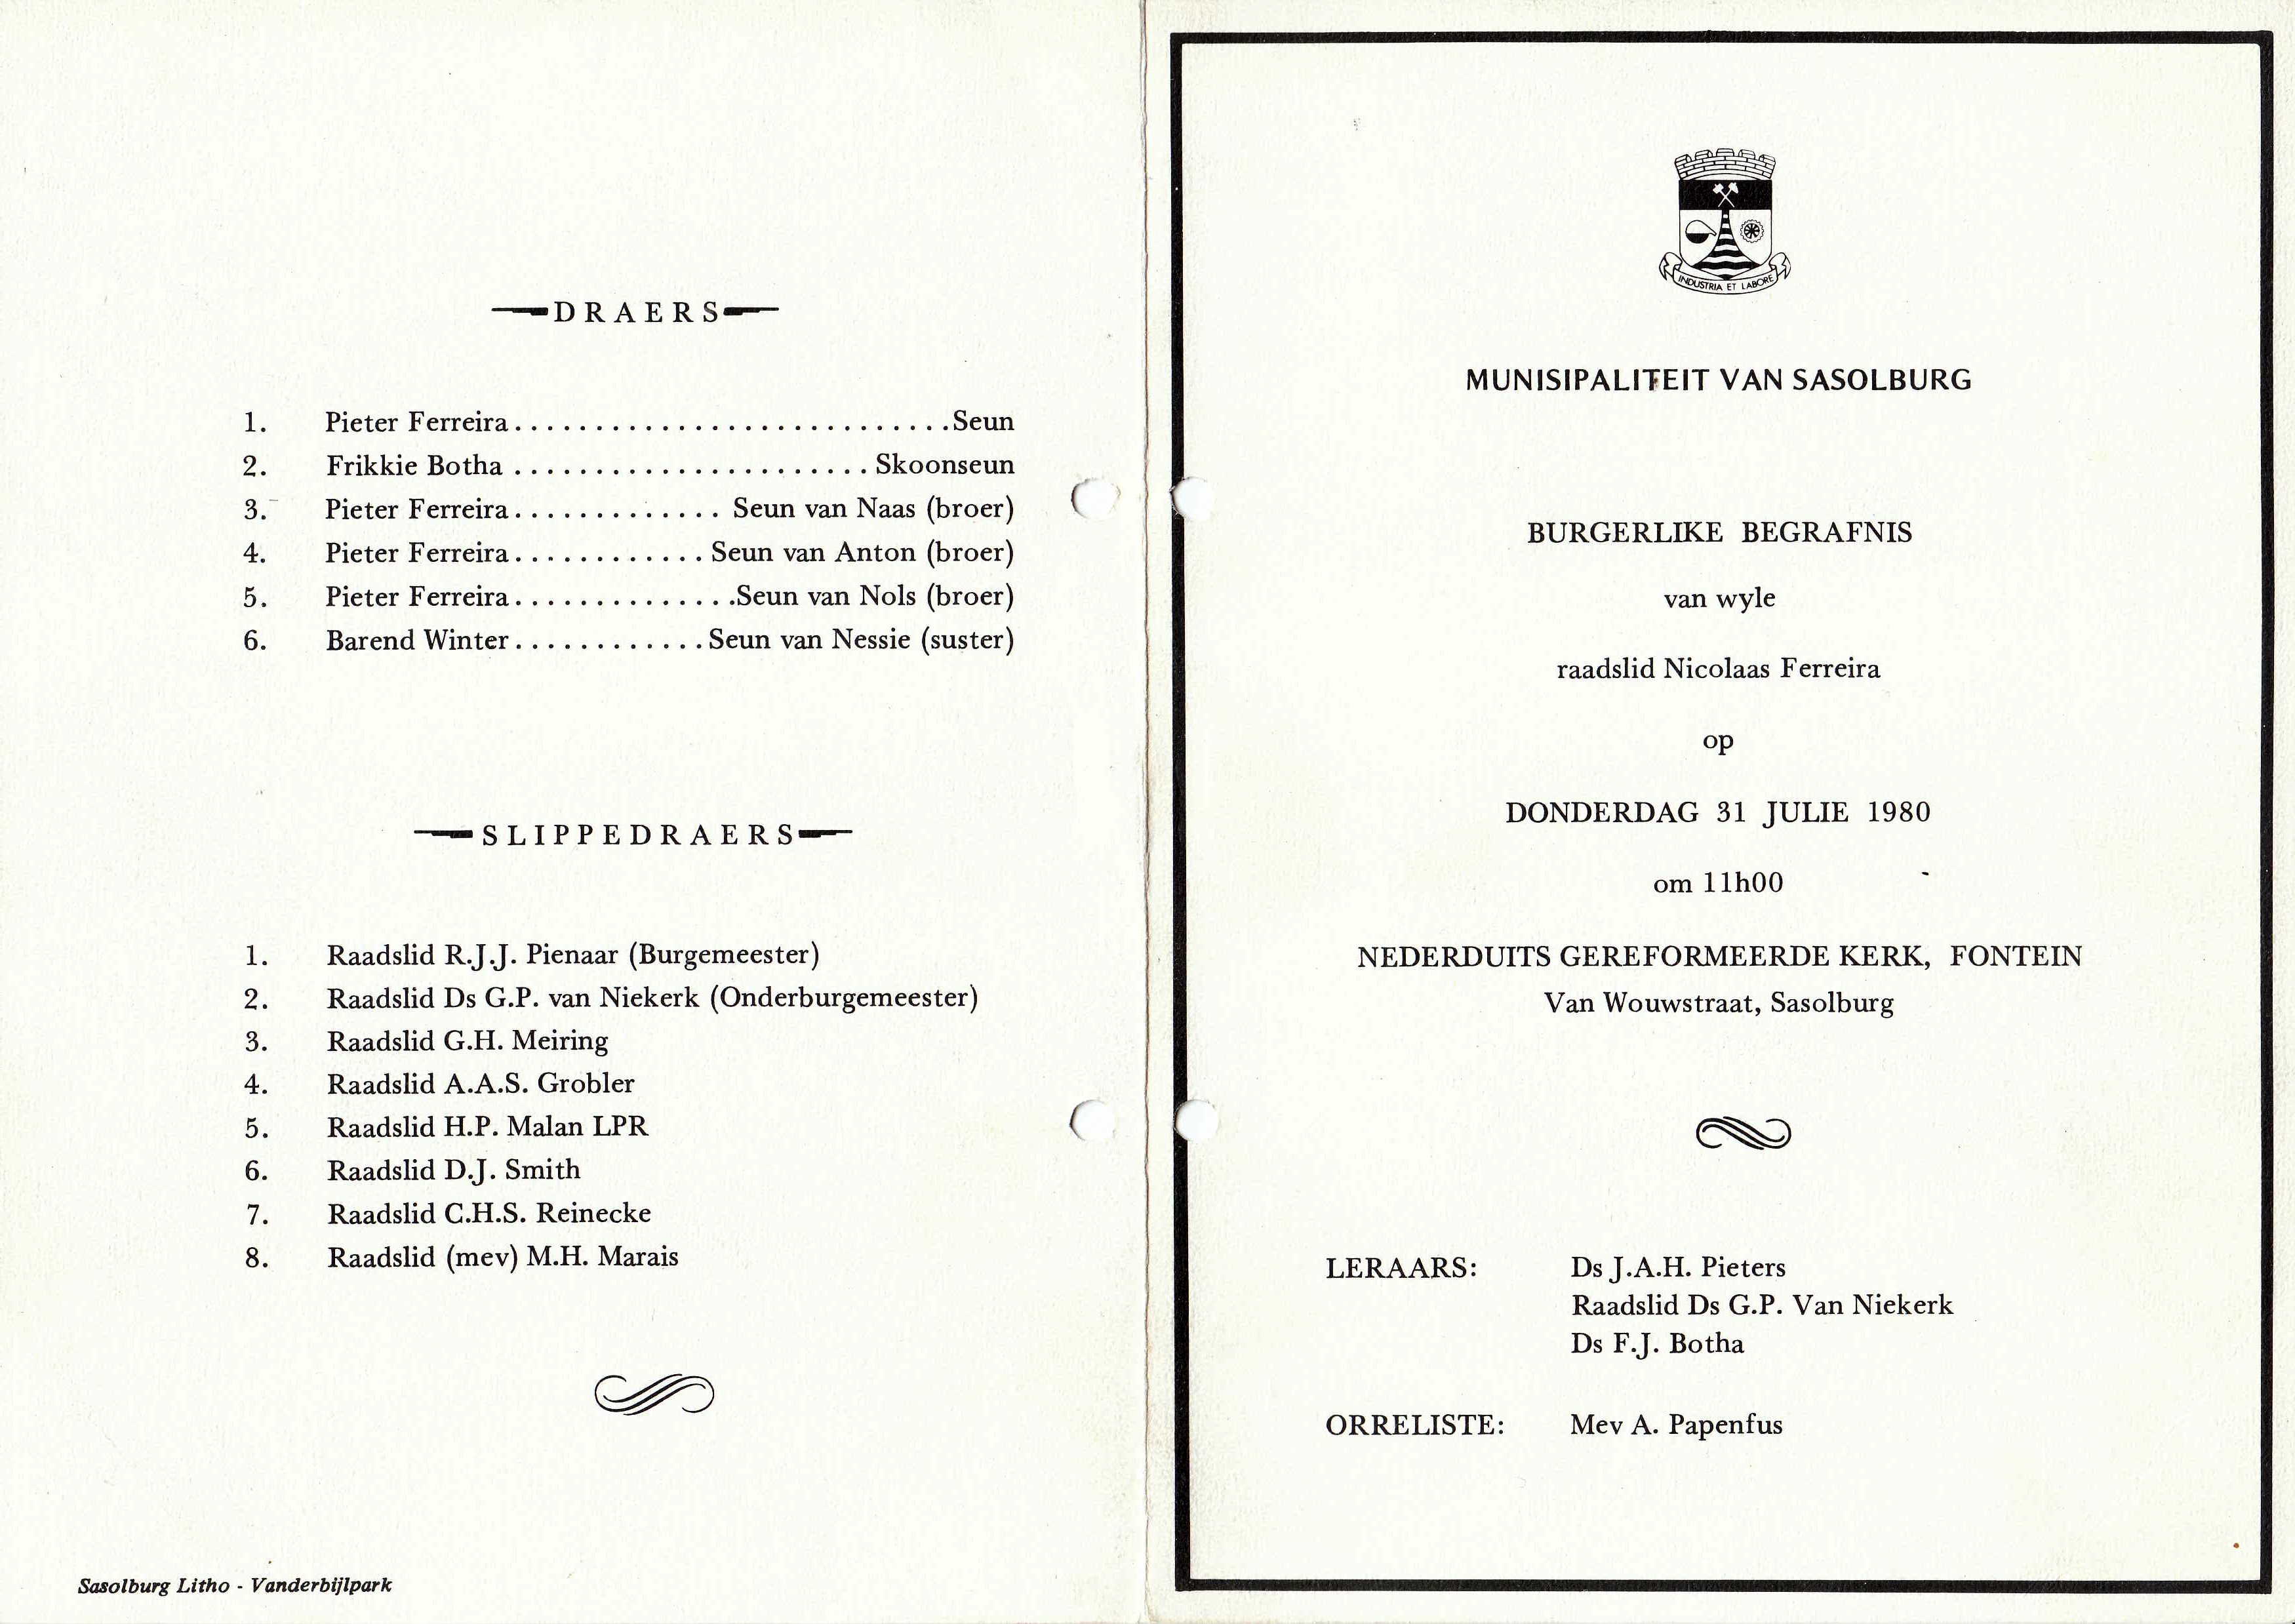 DRAERS
1. Pieter Ferreira...........................Seun
2. Frikkie Botha ...................... Skoonseun
3. Pieter Ferreira............. Seun van Naas (broer)
4. Pieter Ferreira............ Seun van Anton (broer)
5. Pieter Ferreira..............Seun van Nols (broer)
6. Barend Winter............ Seun van Nessie (suster)
SLIPPEDRAERS
1. Raadslid R.J.J. Pienaar (Burgemeester)
2. Raadslid Ds G.P. van Niekerk (Onderburgemeester)
3. Raadslid G.H. Meiring
4. Raadslid A.A.S. Grobler
5. Raadslid H.P. Malan LPR
6. Raadslid D.J. Smith
7. Raadslid C.H.S. Reinecke
8. Raadslid (mev) M.H. Marais
Sasolburg Litho - Vanderbijlpark
INDUSTRIA ET LABORE
MUNISIPALITEIT VAN SASOLBURG
BURGERLIKE BEGRAFNIS
van wyle
raadslid Nicolaas Ferreira
op
DONDERDAG 31 JULIE 1980
om 11h00
NEDERDUITS GEREFORMEERDE KERK, FONTEIN
Van Wouwstraat, Sasolburg
LERAARS: Ds J.A.H. Pieters
Raadslid Ds G.P. Van Niekerk
Ds F.J. Botha
ORRELISTE: Mev A. Papenfus